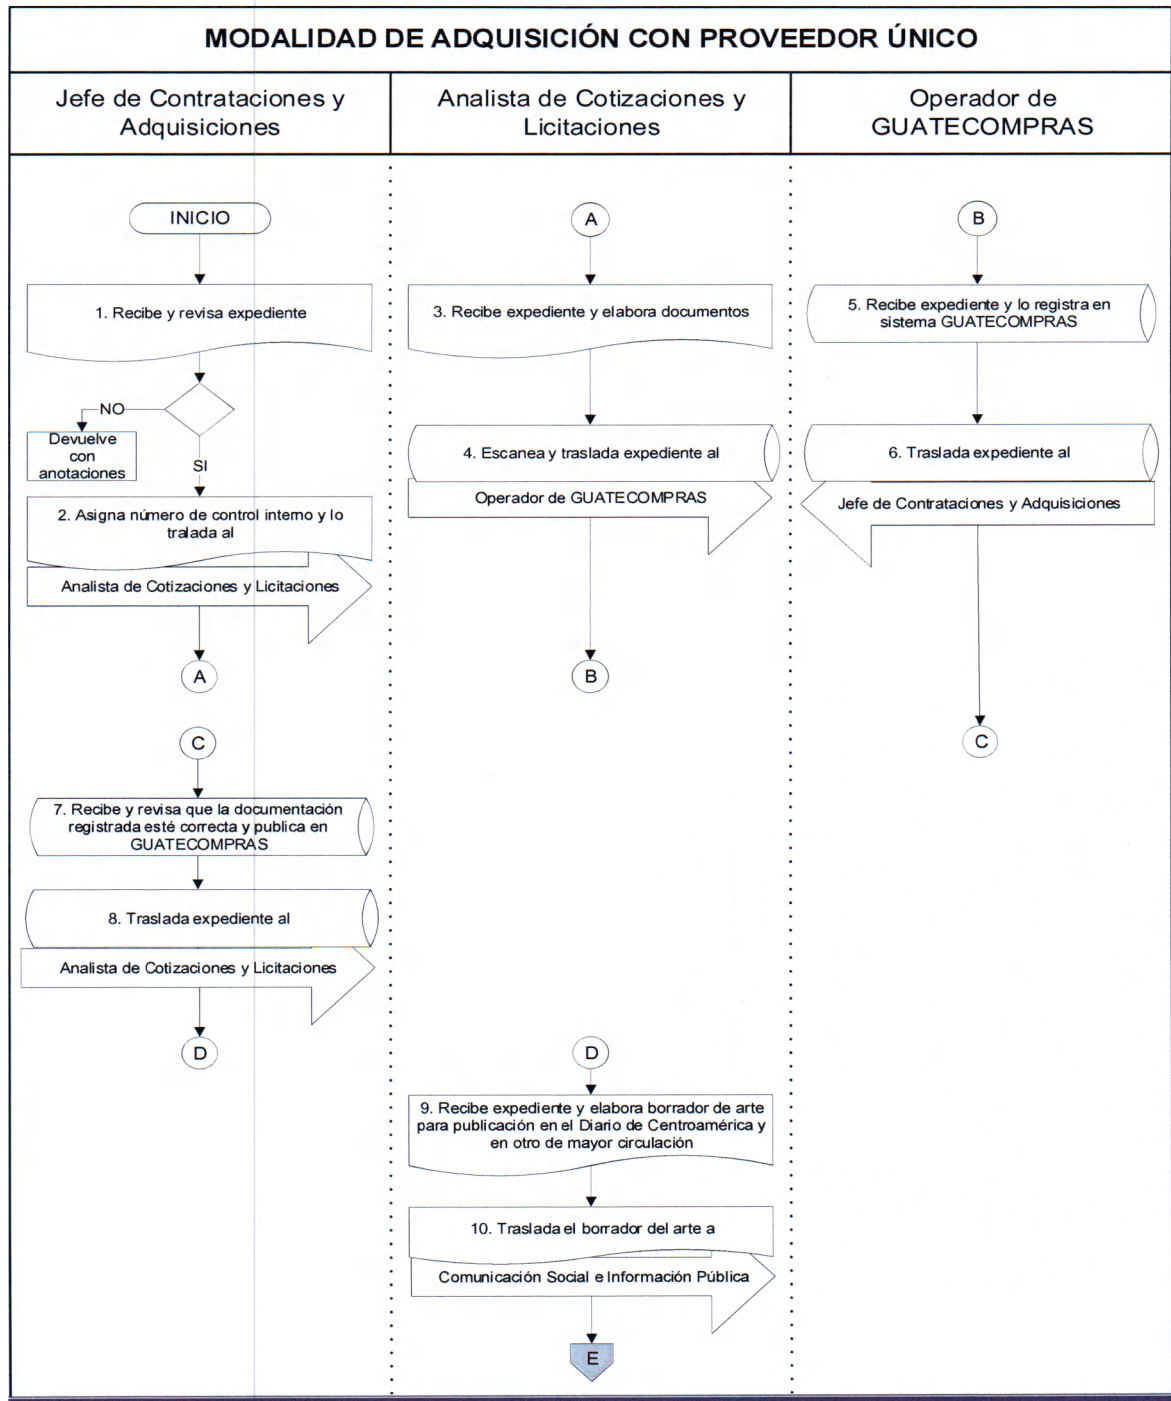 MODALIDAD DE ADQUISICIÓN CON PROVEEDOR ÚNICO
Jefe de Contrataciones y
Adquisiciones
Analista de Cotizaciones y
Licitaciones
Operador de
GUATECOMPRAS
INICIO
1. Recibe y revisa expediente
NO
Devuelve
con
anotaciones
SI
2. Asigna número de control interno y lo
tralada al
Analista de Cotizaciones y Licitaciones
A
A
3. Recibe expediente y elabora documentos
4. Escanea y traslada expediente al
Operador de GUATECOMPRAS
B
B
5. Recibe expediente y lo registra en
sistema GUATECOMPRAS
6. Traslada expediente al
Jefe de Contrataciones y Adquisiciones
C
C
7. Recibe y revisa que la documentación
registrada esté correcta y publica en
GUATECOMPRAS
8. Traslada expediente al
Analista de Cotizaciones y Licitaciones
D
D
9. Recibe expediente y elabora borrador de arte
para publicación en el Diario de Centroamérica y
en otro de mayor circulación
10. Traslada el borrador del arte a
Comunicación Social e Información Pública
E